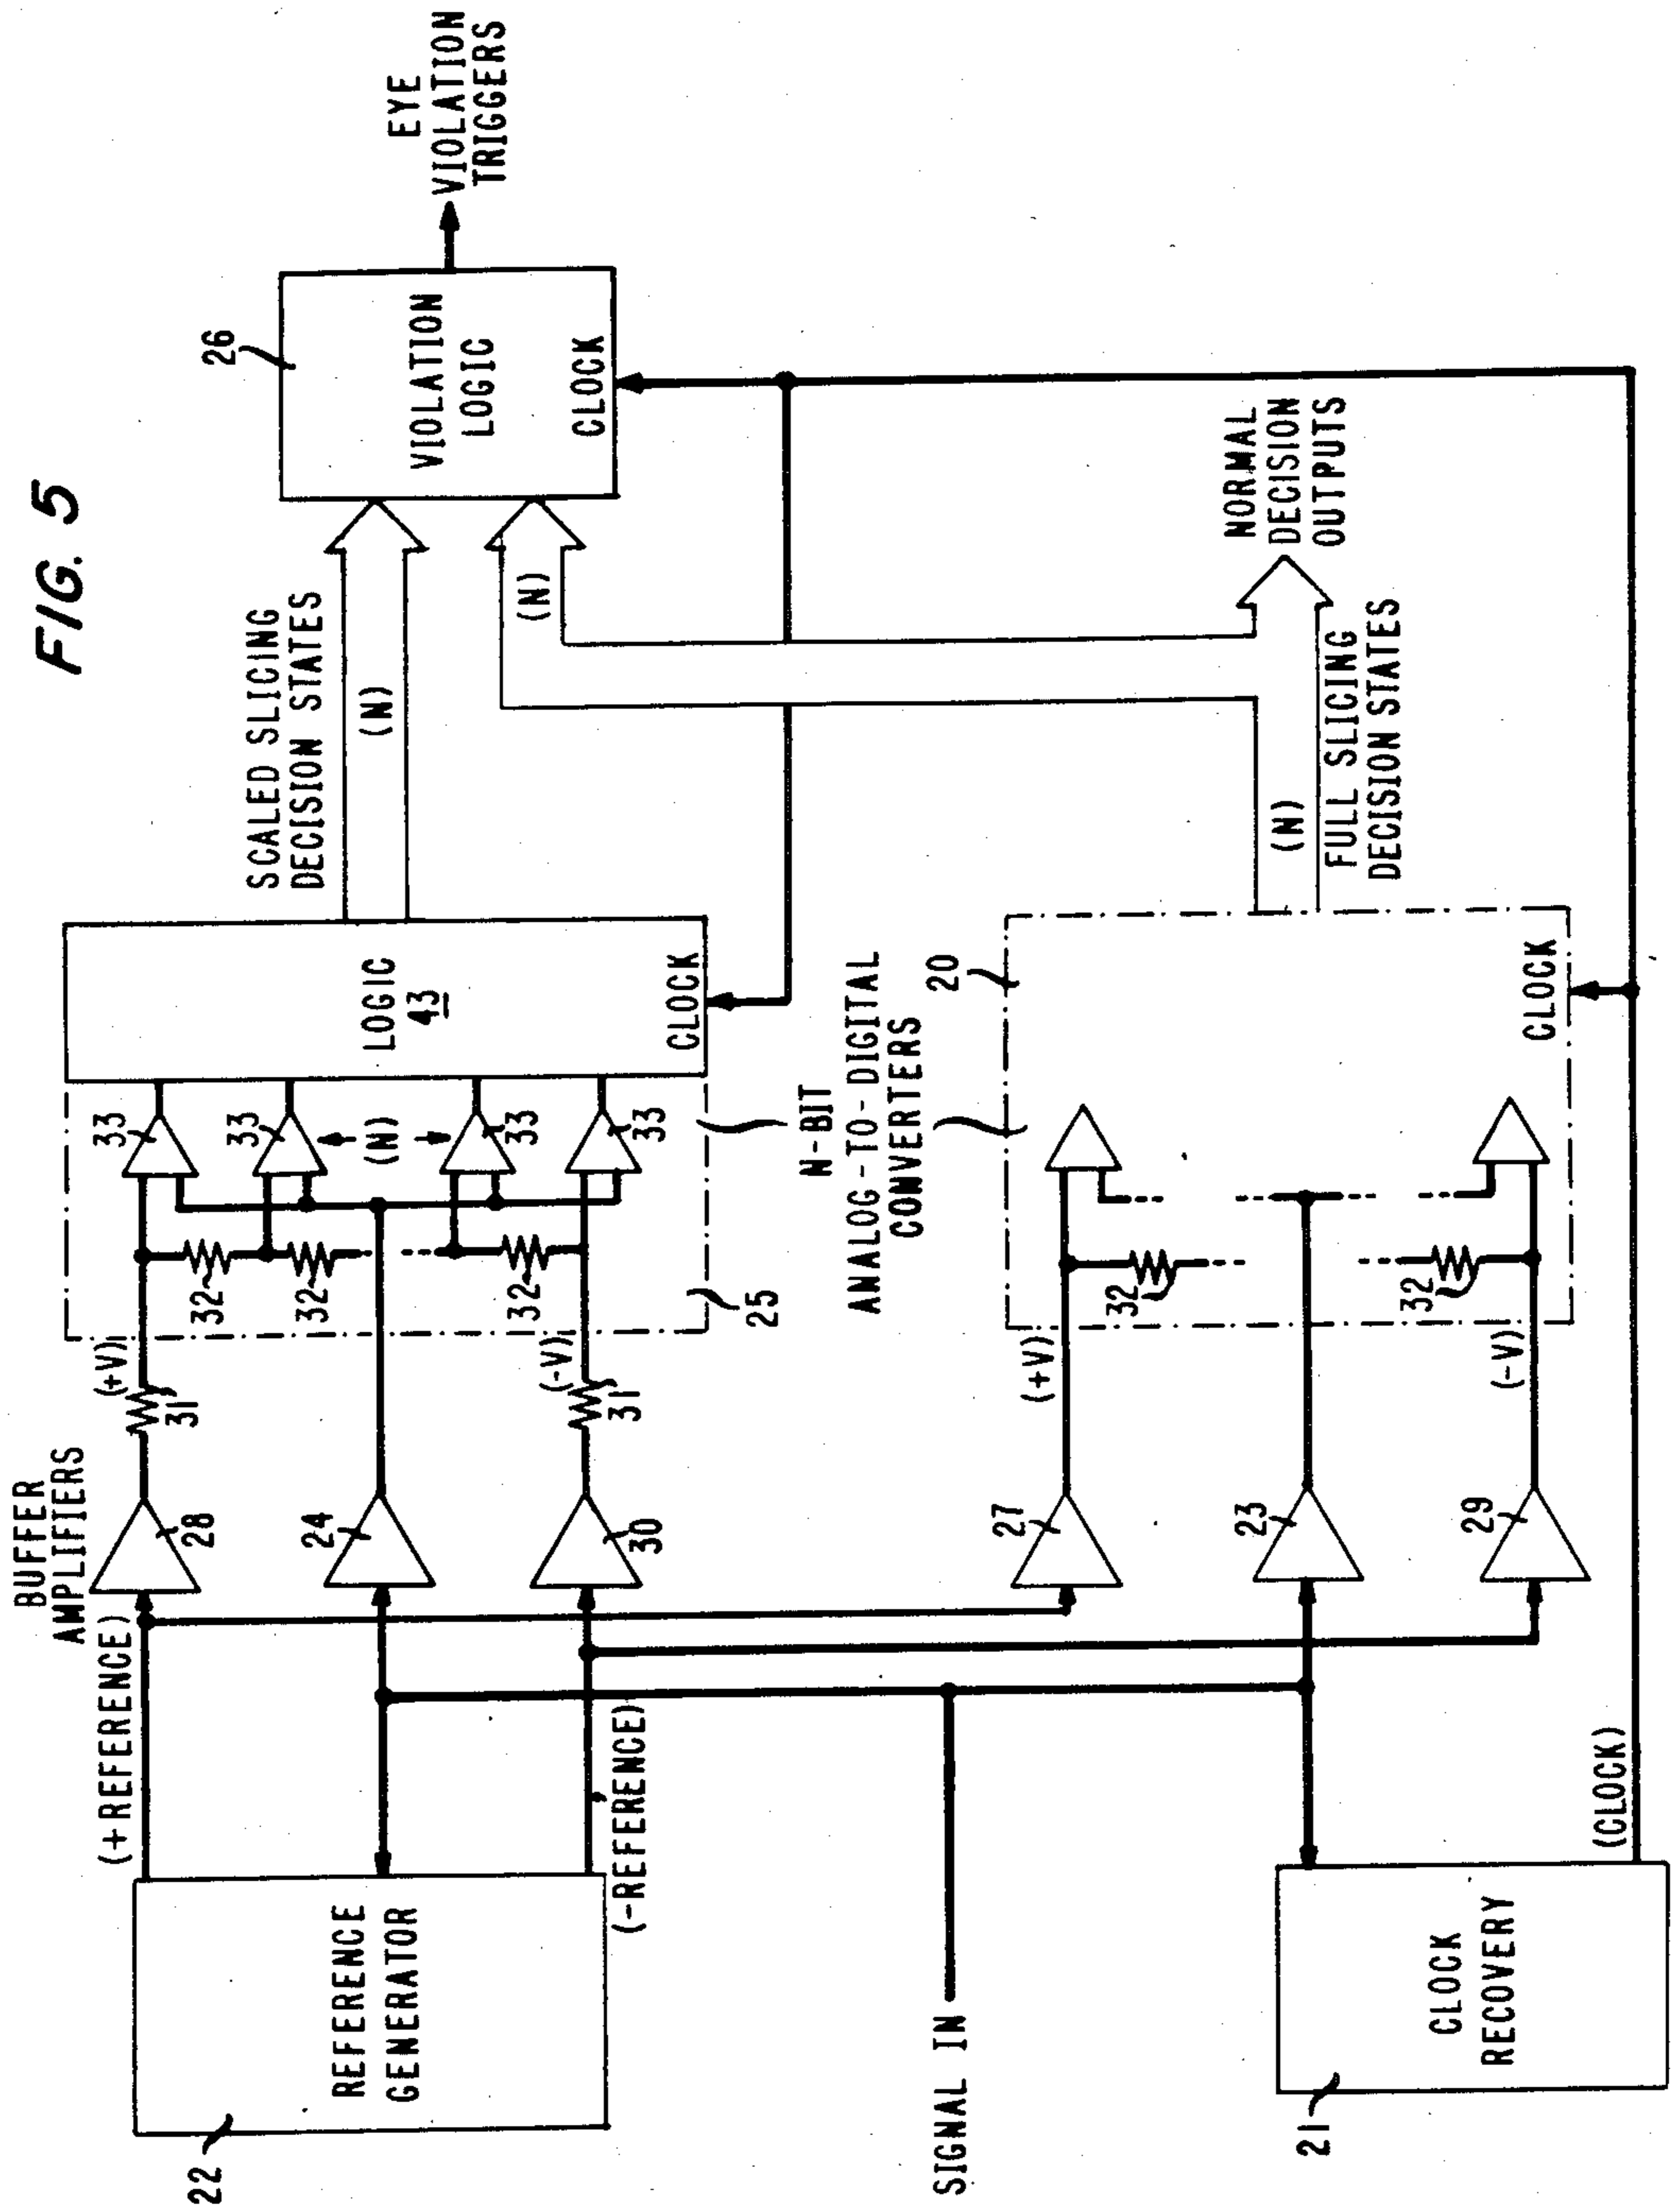 FIG. 5
BUFFER
AMPLIFIERS
22
REFERENCE
GENERATOR
(+REFERENCE)
(-REFERENCE)
28
24
30
(+V)
31
(-V)
31
32
32
32
33
33
(N)
33
33
25
LOGIC
43
CLOCK
SCALED SLICING
DECISION STATES
(N)
(N)
26
VIOLATION
LOGIC
CLOCK
EYE
VIOLATION
TRIGGERS
N-BIT
ANALOG-TO-DIGITAL
CONVERTERS
SIGNAL IN
21
CLOCK
RECOVERY
(CLOCK)
27
23
29
(+V)
(-V)
32
32
20
CLOCK
(N)
FULL SLICING
DECISION STATES
NORMAL
DECISION
OUTPUTS